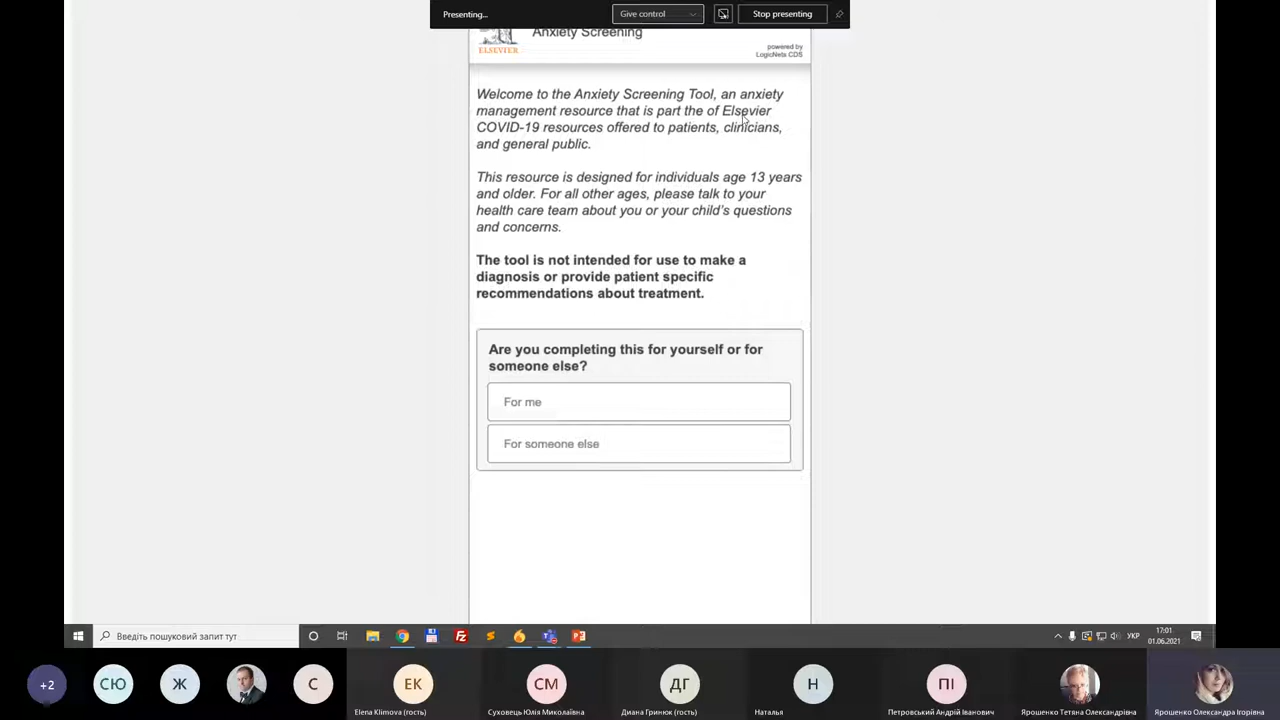 Presenting...
Give control
Stop presenting
ELSEVIER
Anxiety Screening
powered by
LogicNets CDS
Welcome to the Anxiety Screening Tool, an anxiety
management resource that is part the of Elsevier
COVID-19 resources offered to patients, clinicians,
and general public.
This resource is designed for individuals age 13 years
and older. For all other ages, please talk to your
health care team about you or your child's questions
and concerns.
The tool is not intended for use to make a
diagnosis or provide patient specific
recommendations about treatment.
Are you completing this for yourself or for
someone else?
For me
For someone else
Введіть пошуковий запит тут
УКР
17:01
01.06.2021
+2
СЮ
Ж
С
ЕК
СМ
ДГ
Н
ПІ
Elena Klimova (гость)
Суховець Юлія Миколаївна
Диана Гринюк (гость)
Наталья
Петровський Андрій Іванович
Ярошенко Тетяна Олександрівна
Ярошенко Олександра Ігорівна